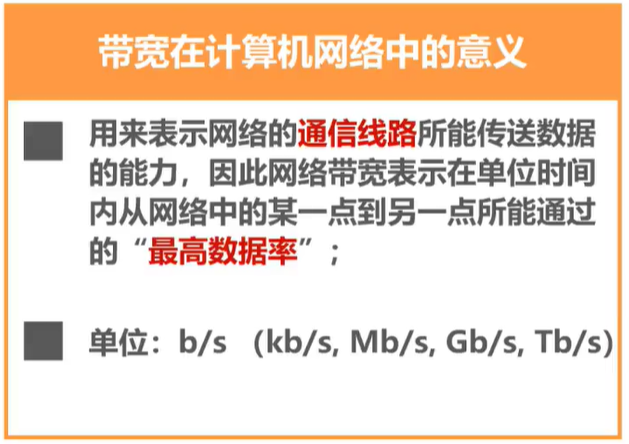 带宽在计算机网络中的意义
用来表示网络的通信线路所能传送数据
的能力，因此网络带宽表示在单位时间
内从网络中的某一点到另一点所能通过
的“最高数据率”；
单位：b/s （kb/s, Mb/s, Gb/s, Tb/s）